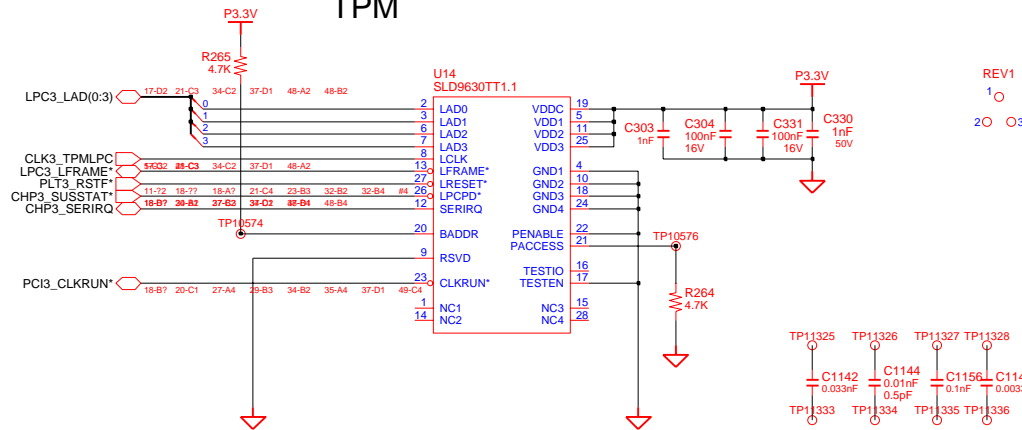 TPM
P3.3V
R265
4.7K
U14
SLD9630TT1.1
P3.3V
REV1
1
2
3
LPC3_LAD(0:3)
17-D2 21-C3 34-C2 37-D1 48-A2 48-B2
0
1
2
3
2 LAD0
3 LAD1
6 LAD2
7 LAD3
8 LCLK
13 LFRAME*
27 LRESET*
26 LPCPD*
12 SERIRQ
20 BADDR
9 RSVD
23 CLKRUN*
1 NC1
14 NC2
VDDC 19
VDD1 5
VDD2 11
VDD3 25
GND1 4
GND2 10
GND3 18
GND4 24
PENABLE 22
PACCESS 21
TESTIO 16
TESTEN 17
NC3 15
NC4 28
C303
1nF
C304
100nF
16V
C331
100nF
16V
C330
1nF
50V
CLK3_TPMLPC
LPC3_LFRAME*
34-C2 37-D1 48-A2
PLT3_RSTF*
CHP3_SUSSTAT*
11-?2 18-?? 18-A? 21-C4 23-B3 32-B2 32-B4 #4
CHP3_SERIRQ
48-B4
TP10574
TP10576
PCI3_CLKRUN*
18-B? 20-C1 27-A4 29-B3 34-B2 35-A4 37-D1 49-C4
R264
4.7K
TP11325 TP11326 TP11327 TP11328
C1142
0.033nF
C1144
0.01nF
0.5pF
C1156
0.1nF
TP11333 TP11334 TP11335 TP11336